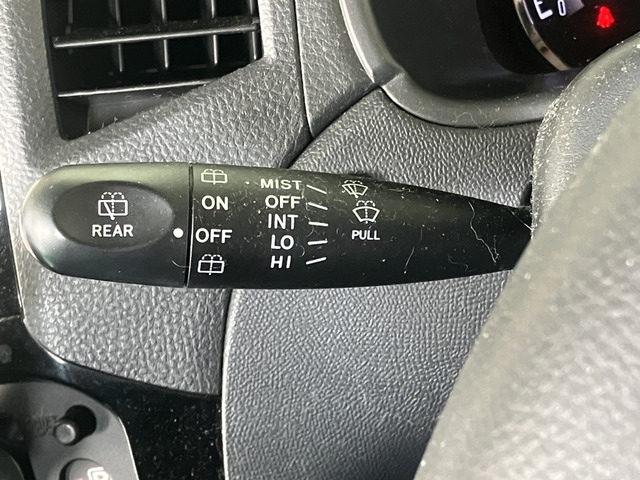 REAR
ON
OFF
MIST
OFF
INT
LO
HI
PULL
E